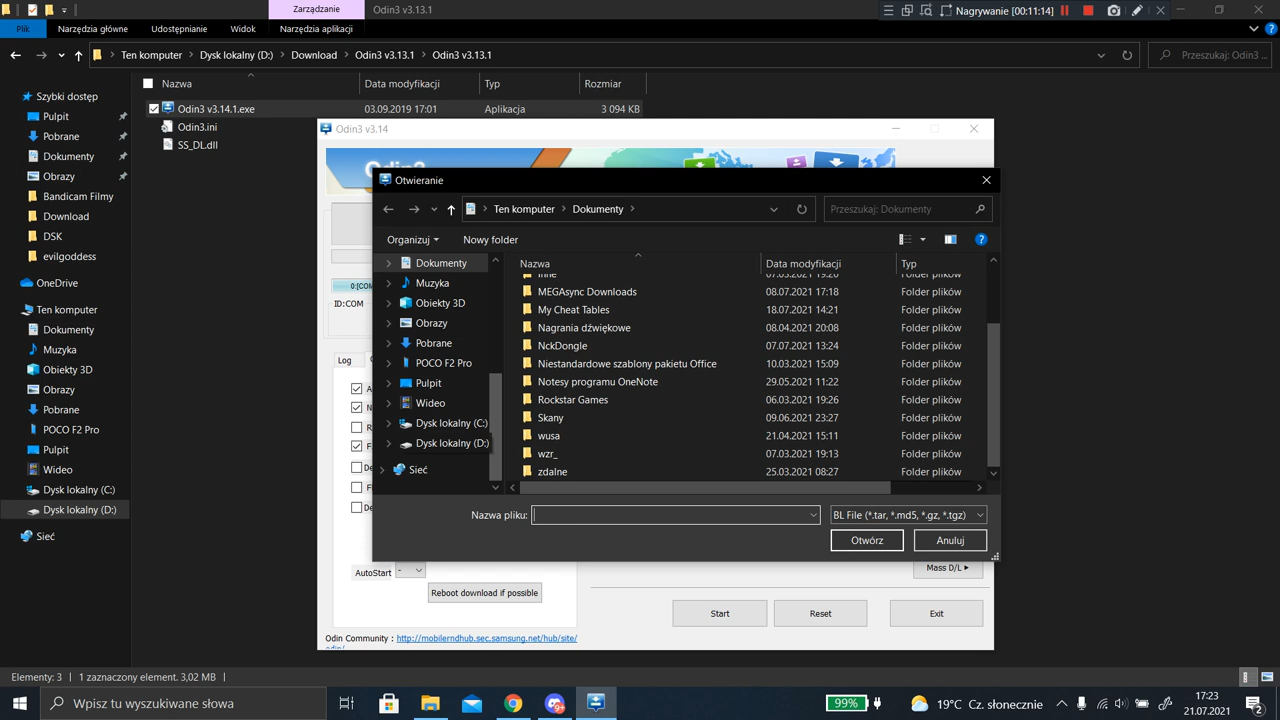 Zarządzanie
Odin3 v3.13.1
Nagrywanie [00:11:14]
Plik
Narzędzia główne
Udostępnianie
Widok
Narzędzia aplikacji
Ten komputer > Dysk lokalny (D:) > Download > Odin3 v3.13.1 > Odin3 v3.13.1
Przeszukaj: Odin3 ...
Nazwa
Data modyfikacji
Typ
Rozmiar
Odin3 v3.14.1.exe
03.09.2019 17:01
Aplikacja
3 094 KB
Odin3.ini
SS_DL.dll
Szybki dostęp
Pulpit
Pobrane
Dokumenty
Obrazy
Bandicam Filmy
Download
DSK
evilgoddess
OneDrive
Ten komputer
Dokumenty
Muzyka
Obiekty 3D
Obrazy
Pobrane
POCO F2 Pro
Pulpit
Wideo
Dysk lokalny (C:)
Dysk lokalny (D:)
Sieć
Odin3 v3.14
Odin3
Otwieranie
Ten komputer > Dokumenty >
Przeszukaj: Dokumenty
Organizuj
Nowy folder
Dokumenty
Muzyka
Obiekty 3D
Obrazy
Pobrane
POCO F2 Pro
Pulpit
Wideo
Dysk lokalny (C:)
Dysk lokalny (D:)
Sieć
Nazwa
Data modyfikacji
Typ
Folder plików
MEGAsync Downloads 08.07.2021 17:18 Folder plików
My Cheat Tables 18.07.2021 14:21 Folder plików
Nagrania dźwiękowe 08.04.2021 20:08 Folder plików
NckDongle 07.07.2021 13:24 Folder plików
Niestandardowe szablony pakietu Office 10.03.2021 15:09 Folder plików
Notesy programu OneNote 29.05.2021 11:22 Folder plików
Rockstar Games 06.03.2021 19:26 Folder plików
Skany 09.06.2021 23:27 Folder plików
wusa 21.04.2021 15:11 Folder plików
wzr_ 07.03.2021 19:13 Folder plików
zdalne 25.03.2021 08:27 Folder plików
Nazwa pliku:
BL File (*.tar, *.md5, *.gz, *.tgz)
Otwórz
Anuluj
0:[COM
ID:COM
Log
AutoStart
-
Reboot download if possible
Mass D/L
Start
Reset
Exit
Odin Community : http://mobilerndhub.sec.samsung.net/hub/site/
odin/
Elementy: 3
1 zaznaczony element. 3,02 MB
Wpisz tu wyszukiwane słowa
99%
19°C Cz. słonecznie
17:23
21.07.2021
2